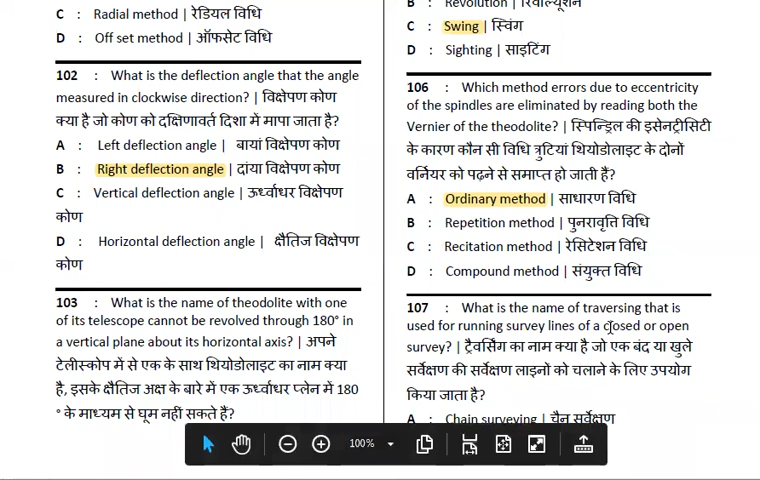 C : Radial method | रेडियल विधि
D : Off set method | ऑफसेट विधि
102 : What is the deflection angle that the angle
measured in clockwise direction? | विक्षेपण कोण
क्या है जो कोण को दक्षिणावर्त दिशा में मापा जाता है?
A : Left deflection angle | बायां विक्षेपण कोण
B : Right deflection angle | दांया विक्षेपण कोण
C : Vertical deflection angle | ऊर्ध्वाधर विक्षेपण
कोण
D : Horizontal deflection angle | क्षैतिज विक्षेपण
कोण
103 : What is the name of theodolite with one
of its telescope cannot be revolved through 180° in
a vertical plane about its horizontal axis? | अपने
टेलीस्कोप में से एक के साथ थियोडोलाइट का नाम क्या
है, इसके क्षैतिज अक्ष के बारे में एक ऊर्ध्वाधर प्लेन में 180
° के माध्यम से घूम नहीं सकते हैं?
B : Revolution | रिवोल्यूशन
C : Swing | स्विंग
D : Sighting | साइटिंग
106 : Which method errors due to eccentricity
of the spindles are eliminated by reading both the
Vernier of the theodolite? | स्पिन्ड्रिल की इसेनट्रीसिटी
के कारण कौन सी विधि त्रुटियां थियोडोलाइट के दोनों
वर्नियर को पढ़ने से समाप्त हो जाती हैं?
A : Ordinary method | साधारण विधि
B : Repetition method | पुनरावृत्ति विधि
C : Recitation method | रेसिटेशन विधि
D : Compound method | संयुक्त विधि
107 : What is the name of traversing that is
used for running survey lines of a closed or open
survey? | ट्रैवर्सिंग का नाम क्या है जो एक बंद या खुले
सर्वेक्षण की सर्वेक्षण लाइनों को चलाने के लिए उपयोग
किया जाता है?
A : Chain surveying | चैन सर्वेक्षण
100%